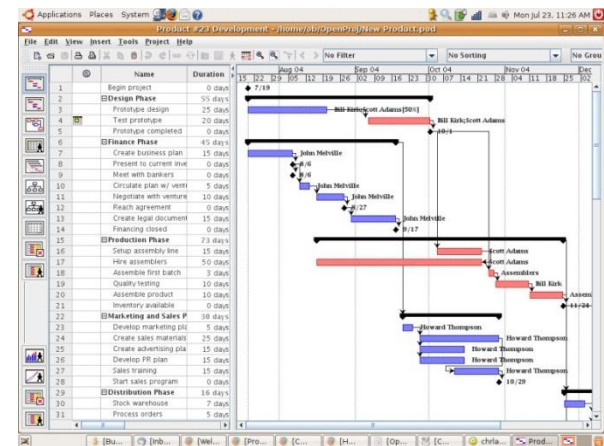 Applications Places System Mon Jul 23, 11:26 AM
Product #23 Development - /home/ob/OpenProj/New Product.pod
File Edit View Insert Tools Project Help
No Filter No Sorting No Grou
Name Duration Aug 04 Sep 04 Oct 04 Nov 04 Dec
15 22 29 05 12 19 26 02 09 16 23 30 07 14 21 28 04 11 18 25 02
1 Begin project 0 days 7/19
2 Design Phase 55 days
3 Prototype design 25 days Bill Kirk;Scott Adams[50%]
4 Test prototype 20 days Bill Kirk;Scott Adams
5 Prototype completed 0 days 10/1
6 Finance Phase 45 days
7 Create business plan 15 days John Melville
8 Present to current inve 0 days 8/6
9 Meet with bankers 0 days 8/6
10 Circulate plan w/ ventu 5 days John Melville
11 Negotiate with venture 10 days John Melville
12 Reach agreement 0 days 8/27
13 Create legal document 15 days John Melville
14 Financing closed 0 days 9/17
15 Production Phase 73 days
16 Setup assembly line 15 days Scott Adams
17 Hire assemblers 50 days Scott Adams
18 Assemble first batch 3 days Assemblers
19 Quality testing 10 days Bill Kirk
20 Assemble product 10 days Assem
21 Inventory available 0 days 11/24
22 Marketing and Sales P 38 days
23 Develop marketing pla 5 days Howard Thompson
24 Create sales materials 25 days Howard Thompson
25 Create advertising pla 15 days Howard Thompson
26 Develop PR plan 15 days Howard Thompson
27 Sales training 15 days Howard Thompson
28 Start sales program 0 days 10/29
29 Distribution Phase 16 days
30 Stock warehouse 7 days
31 Process orders 5 days
[Bu... [Inb... [Wel... [Pro... [C... [H... [Op... [C... chrla... Prod... [C...